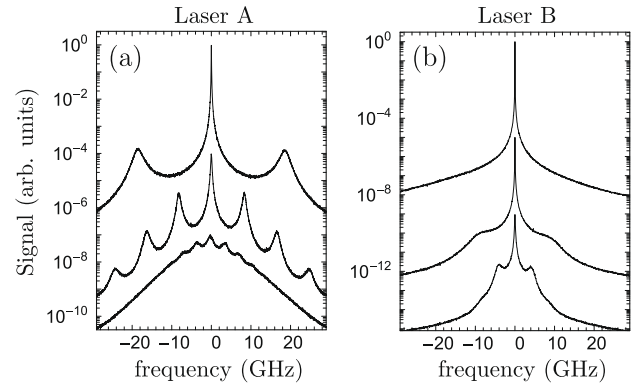 Laser A
Laser B
(a)
(b)
Signal (arb. units)
10^0
10^-2
10^-4
10^-6
10^-8
10^-10
10^0
10^-4
10^-8
10^-12
−20 −10 0 10 20
−20 −10 0 10 20
frequency (GHz)
frequency (GHz)